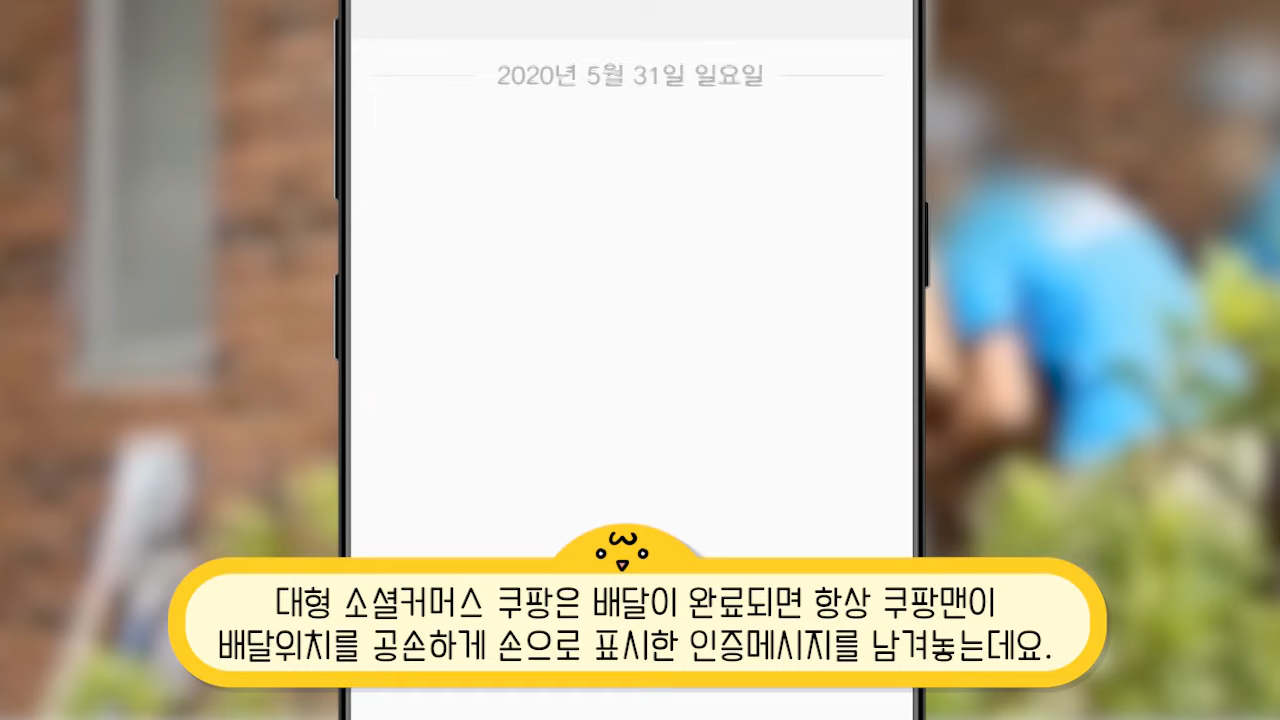 2020년 5월 31일 일요일
대형 소셜커머스 쿠팡은 배달이 완료되면 항상 쿠팡맨이
배달위치를 공손하게 손으로 표시한 인증메시지를 남겨놓는데요.